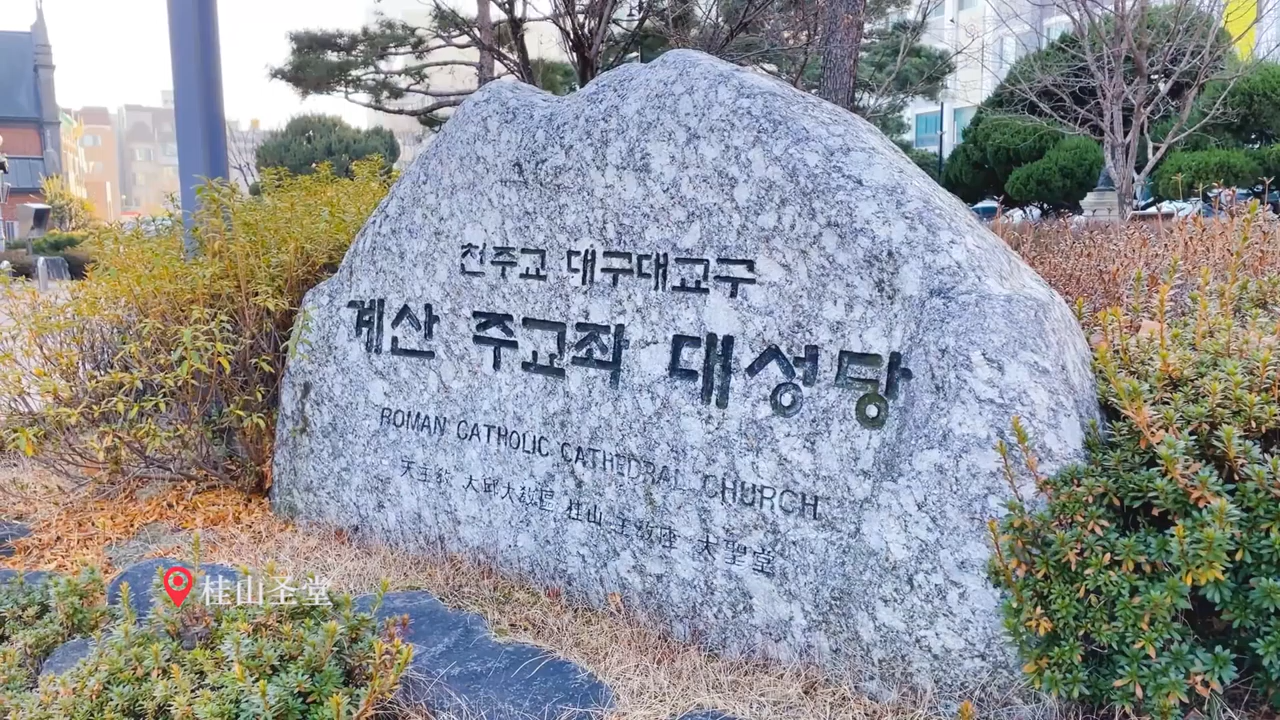 천주교 대구대교구
계산 주교좌 대성당
ROMAN CATHOLIC CATHEDRAL CHURCH
天主敎 大邱大敎區 桂山 主敎座 大聖堂
桂山圣堂